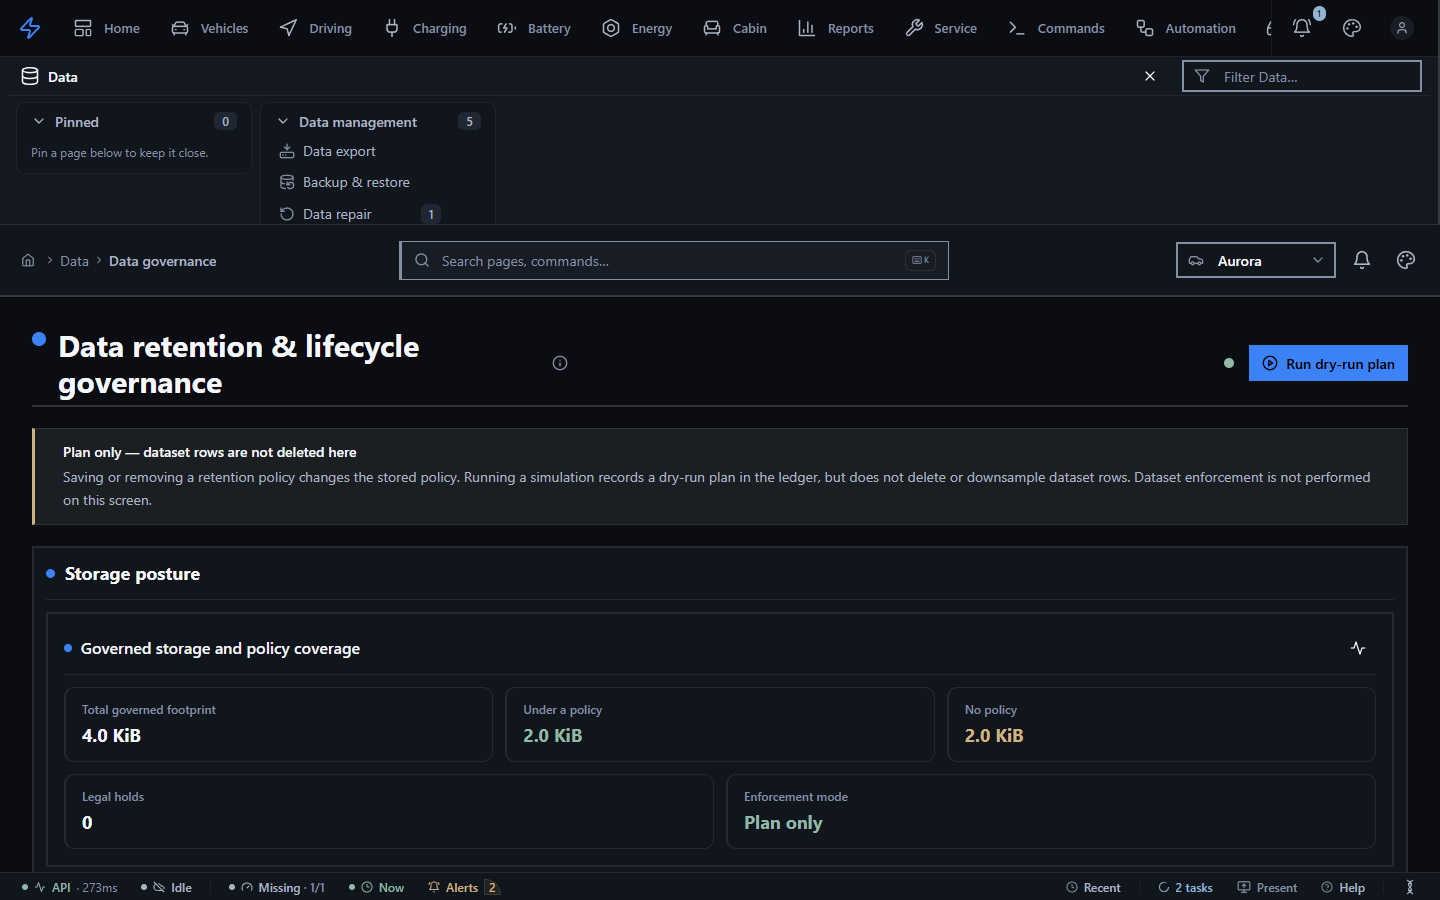 Home Vehicles Driving Charging Battery Energy Cabin Reports Service Commands Automation 1
Data
Filter Data...
Pinned 0
Pin a page below to keep it close.
Data management 5
Data export
Backup & restore
Data repair 1
Data Data governance
Search pages, commands... K
Aurora
Data retention & lifecycle
governance
Run dry-run plan
Plan only — dataset rows are not deleted here
Saving or removing a retention policy changes the stored policy. Running a simulation records a dry-run plan in the ledger, but does not delete or downsample dataset rows. Dataset enforcement is not performed
on this screen.
Storage posture
Governed storage and policy coverage
Total governed footprint
4.0 KiB
Under a policy
2.0 KiB
No policy
2.0 KiB
Legal holds
0
Enforcement mode
Plan only
API · 273ms Idle Missing · 1/1 Now Alerts 2 Recent 2 tasks Present Help